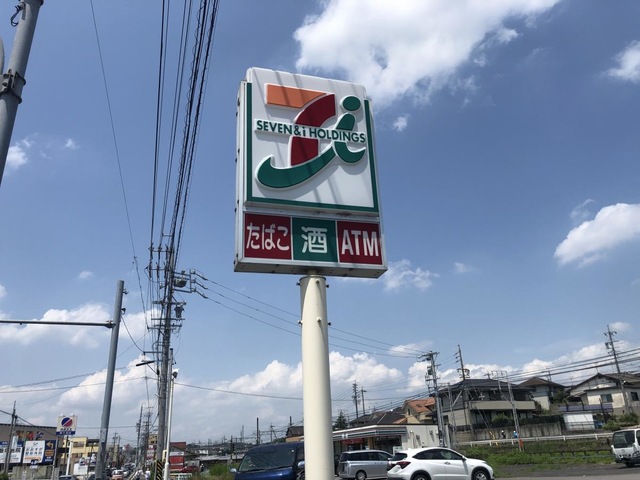 SEVEN&i HOLDINGS
たばこ 酒 ATM